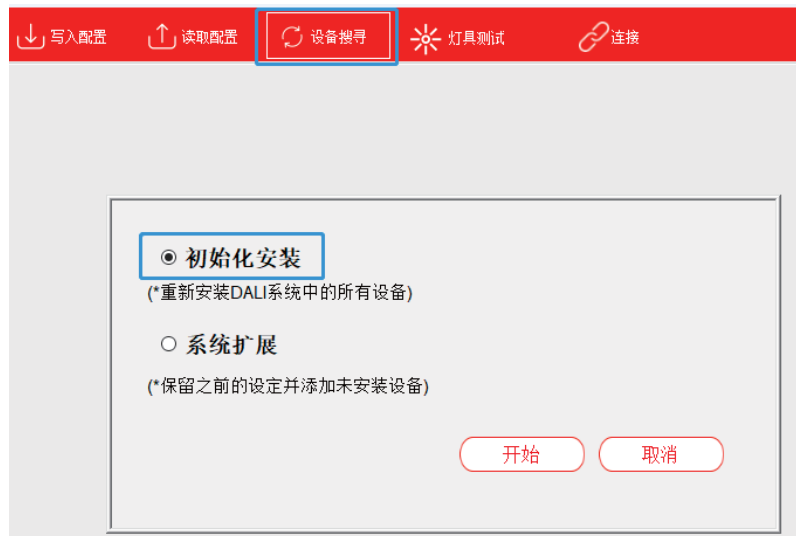 写入配置 读取配置 设备搜寻 灯具测试 连接
初始化安装
(*重新安装DALI系统中的所有设备)
系统扩展
(*保留之前的设定并添加未安装设备)
开始 取消